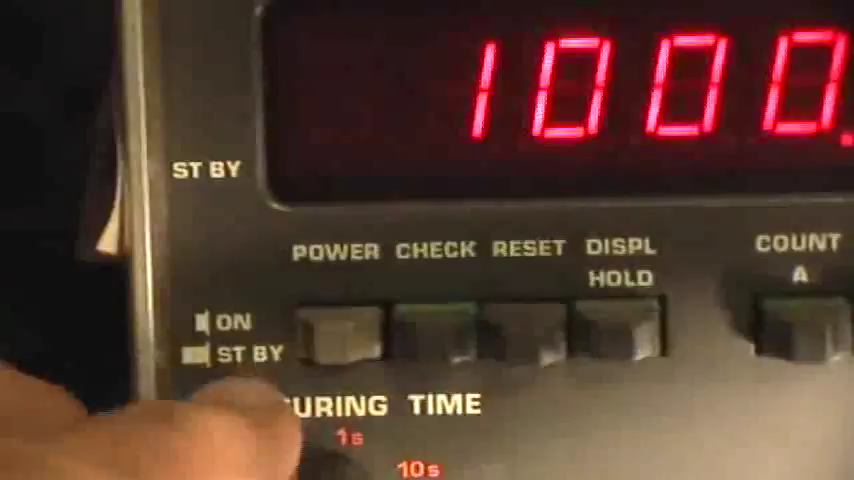 1000.
ST BY
POWER CHECK RESET DISPL HOLD
COUNT A
ON
ST BY
URING TIME
1s
10s